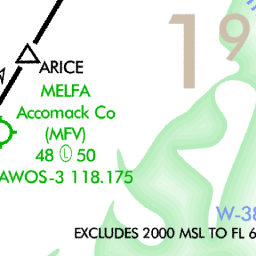 19
ARICE
MELFA
Accomack Co
(MFV)
48 Ⓛ 50
AWOS-3 118.175
W-38
EXCLUDES 2000 MSL TO FL 6